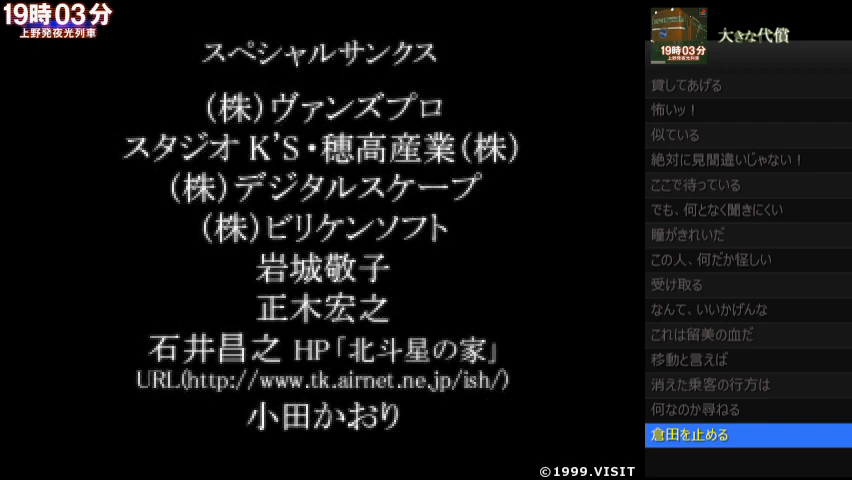 19時03分
上野発夜光列車
スペシャルサンクス
(株)ヴァンズプロ
スタジオ K'S・穂高産業(株)
(株)デジタルスケープ
(株)ビリケンソフト
岩城敬子
正木宏之
石井昌之 HP「北斗星の家」
URL(http://www.tk.airnet.ne.jp/ish/)
小田かおり
©1999.VISIT
19時03分
上野発夜光列車
大きな代償
貸してあげる
怖いッ!
似ている
絶対に見間違いじゃない!
ここで待っている
でも、何となく聞きにくい
瞳がきれいだ
この人、何だか怪しい
受け取る
なんて、いいかげんな
これは留美の血だ
移動と言えば
消えた乗客の行方は
何なのか尋ねる
倉田を止める